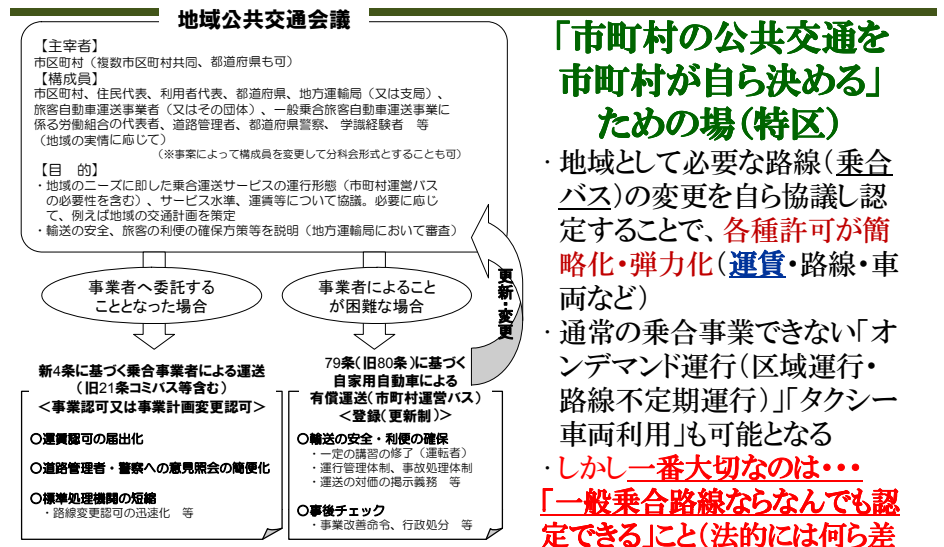 地域公共交通会議
【主宰者】
市区町村（複数市区町村共同、都道府県も可）
【構成員】
市区町村、住民代表、利用者代表、都道府県、地方運輸局（又は支局）、
旅客自動車運送事業者（又はその団体）、一般乗合旅客自動車運送事業に
係る労働組合の代表者、道路管理者、都道府県警察、 学識経験者　等
（地域の実情に応じて）
（※事案によって構成員を変更して分科会形式とすることも可）
【目　的】
・地域のニーズに即した乗合運送サービスの運行形態（市町村運営バス
の必要性を含む）、サービス水準、運賃等について協議。必要に応じ
て、例えば地域の交通計画を策定
・輸送の安全、旅客の利便の確保方策等を説明（地方運輸局において審査）
事業者へ委託する
こととなった場合
事業者によること
が困難な場合
更新・変更
新4条に基づく乗合事業者による運送
（旧21条コミバス等含む）
＜事業認可又は事業計画変更認可＞
○運賃認可の届出化
○道路管理者・警察への意見照会の簡便化
○標準処理機関の短縮
・路線変更認可の迅速化　等
79条（旧80条）に基づく
自家用自動車による
有償運送（市町村運営バス）
＜登録（更新制）＞
○輸送の安全・利便の確保
・一定の講習の修了（運転者）
・運行管理体制、事故処理体制
・運送の対価の掲示義務　等
○事後チェック
・事業改善命令、行政処分　等
「市町村の公共交通を
市町村が自ら決める」
ための場（特区）
・地域として必要な路線（乗合
バス）の変更を自ら協議し認
定することで、各種許可が簡
略化・弾力化（運賃・路線・車
両など）
・通常の乗合事業できない「オ
ンデマンド運行（区域運行・
路線不定期運行）」「タクシー
車両利用」も可能となる
・しかし一番大切なのは・・・
「一般乗合路線ならなんでも認
定できる」こと（法的には何ら差